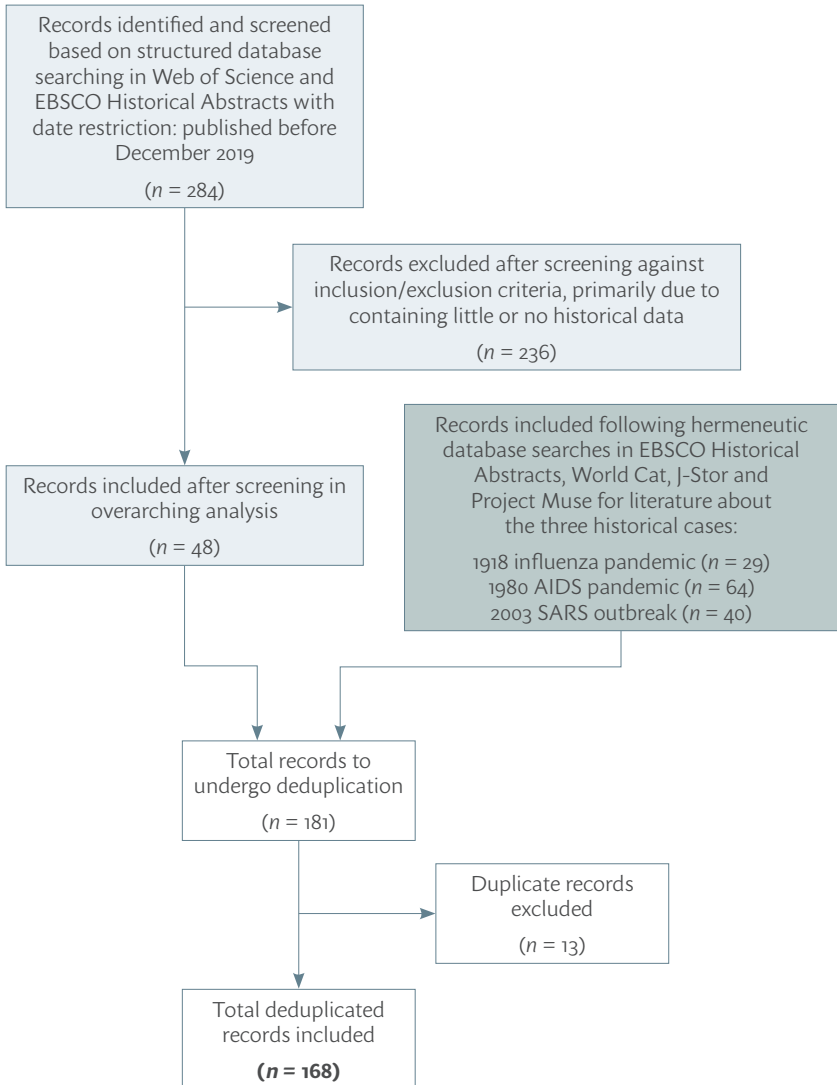 Records identified and screened
based on structured database
searching in Web of Science and
EBSCO Historical Abstracts with
date restriction: published before
December 2019
(n = 284)
Records excluded after screening against
inclusion/exclusion criteria, primarily due to
containing little or no historical data
(n = 236)
Records included following hermeneutic
database searches in EBSCO Historical
Abstracts, World Cat, J-Stor and
Project Muse for literature about
the three historical cases:
1918 influenza pandemic (n = 29)
1980 AIDS pandemic (n = 64)
2003 SARS outbreak (n = 40)
Records included after screening in
overarching analysis
(n = 48)
Total records to
undergo deduplication
(n = 181)
Duplicate records
excluded
(n = 13)
Total deduplicated
records included
(n = 168)